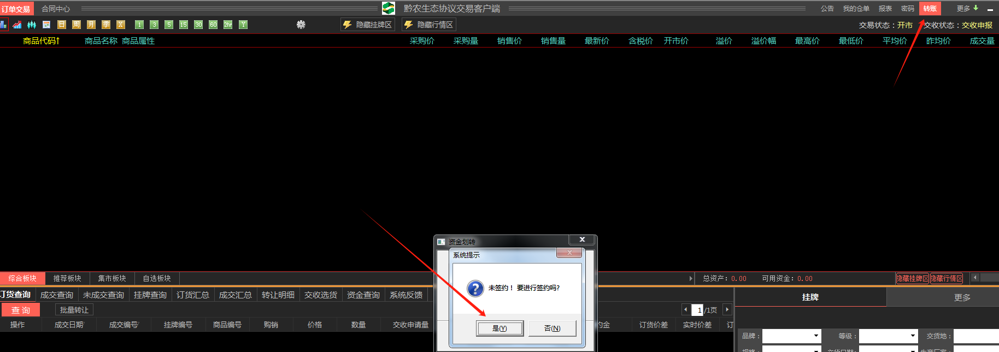 订单交易 合同中心 黔农生态协议交易客户端 公告 我的仓单 报表 密码 转账 更多
日 周 月 季 X 1 3 5 15 30 60 2hr Y 隐藏挂牌区 隐藏行情区 交易状态：开市 交收状态：交收申报
商品代码↑ 商品名称 商品属性 采购价 采购量 销售价 销售量 最新价 含税价 开市价 溢价 溢价幅 最高价 最低价 平均价 昨均价 成交量
资金划转
系统提示
未签约！要进行签约吗?
是(Y) 否(N)
综合板块 推荐板块 集市板块 自选板块 总资产：0.00 可用资金：0.00 隐藏挂牌区 隐藏行情区
订货查询 成交查询 未成交查询 挂牌查询 订货汇总 成交汇总 转让明细 交收选货 资金查询 系统反馈 挂牌 更多
查 询 批量转让 1 /1页
操作 成交日期 成交编号 挂牌编号 商品编号 购销 价格 数量 交收申请量 约金 订货价差 实时价差 订
品牌： 等级： 交货地：
规格： 交货日期： 生产厂家：